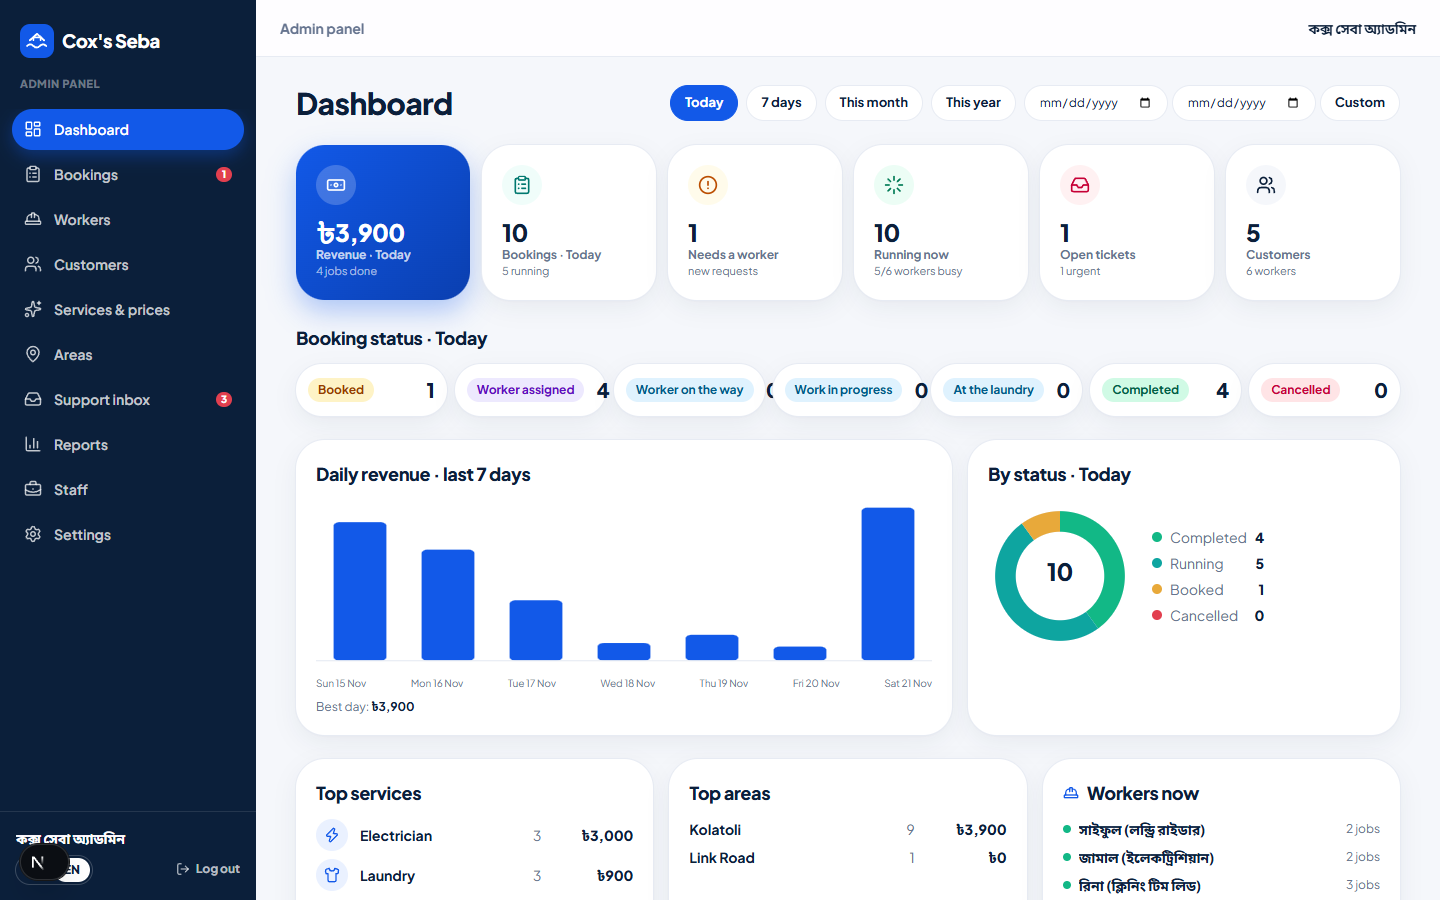 Cox's Seba
ADMIN PANEL
Dashboard
Bookings 1
Workers
Customers
Services & prices
Areas
Support inbox 3
Reports
Staff
Settings
কক্স সেবা অ্যাডমিন
N EN
Log out
Admin panel
কক্স সেবা অ্যাডমিন
Dashboard
Today 7 days This month This year mm/dd/yyyy mm/dd/yyyy Custom
৳3,900
Revenue · Today
4 jobs done
10
Bookings · Today
5 running
1
Needs a worker
new requests
10
Running now
5/6 workers busy
1
Open tickets
1 urgent
5
Customers
6 workers
Booking status · Today
Booked 1
Worker assigned 4
Worker on the way 0
Work in progress 0
At the laundry 0
Completed 4
Cancelled 0
Daily revenue · last 7 days
Sun 15 Nov Mon 16 Nov Tue 17 Nov Wed 18 Nov Thu 19 Nov Fri 20 Nov Sat 21 Nov
Best day: ৳3,900
By status · Today
10
Completed 4
Running 5
Booked 1
Cancelled 0
Top services
Electrician 3 ৳3,000
Laundry 3 ৳900
Top areas
Kolatoli 9 ৳3,900
Link Road 1 ৳0
Workers now
সাইফুল (লন্ড্রি রাইডার) 2 jobs
জামাল (ইলেকট্রিশিয়ান) 2 jobs
রিনা (ক্লিনিং টিম লিড) 3 jobs